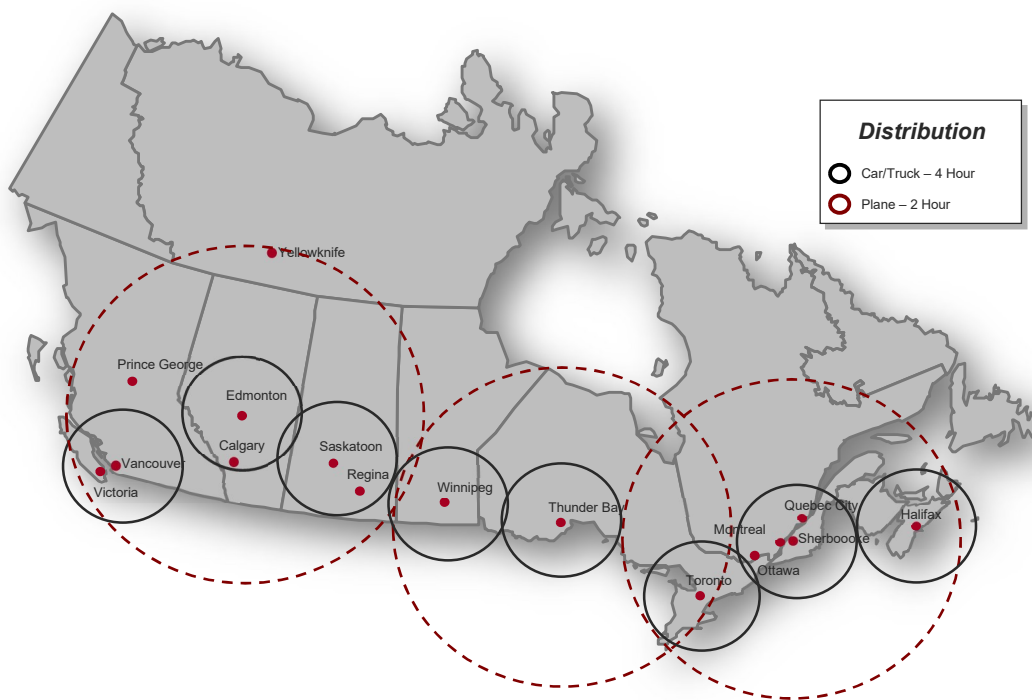 Distribution
Car/Truck – 4 Hour
Plane – 2 Hour
Yellowknife
Prince George
Edmonton
Calgary
Saskatoon
Regina
Vancouver
Victoria
Winnipeg
Thunder Bay
Quebec City
Montreal
Sherboooke
Ottawa
Halifax
Toronto